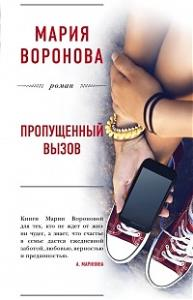 МАРИЯ
ВОРОНОВА
роман
ПРОПУЩЕННЫЙ
ВЫЗОВ
Книги Марии Вороновой
для тех, кто не ждет от жиз-
ни чудес, а знает, что счастье
в семье дается ежедневной
заботой, любовью, верностью
и преданностью.
А. МАРИНИНА